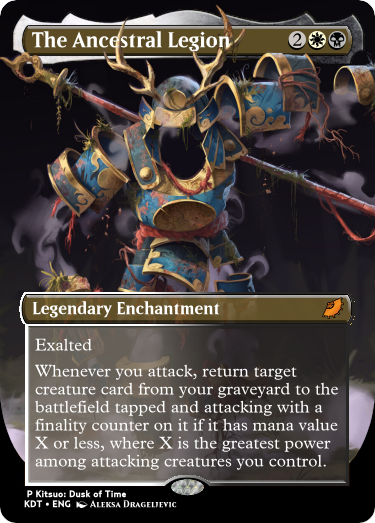 The Ancestral Legion 2
Legendary Enchantment
Exalted
Whenever you attack, return target
creature card from your graveyard to the
battlefield tapped and attacking with a
finality counter on it if it has mana value
X or less, where X is the greatest power
among attacking creatures you control.
P Kitsuo: Dusk of Time
KDT • ENG Aleksa Drageljevic